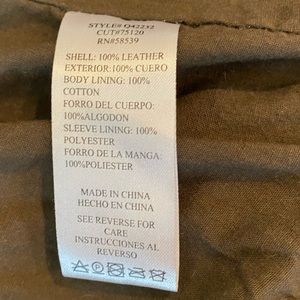 STYLE# Q42232
CUT#75120
RN#58539
SHELL: 100% LEATHER
EXTERIOR:100% CUERO
BODY LINING: 100%
COTTON
FORRO DEL CUERPO:
100%ALGODON
SLEEVE LINING: 100%
POLYESTER
FORRO DE LA MANGA:
100%POLIESTER
MADE IN CHINA
HECHO EN CHINA
SEE REVERSE FOR
CARE
INSTRUCCIONES AL
REVERSO